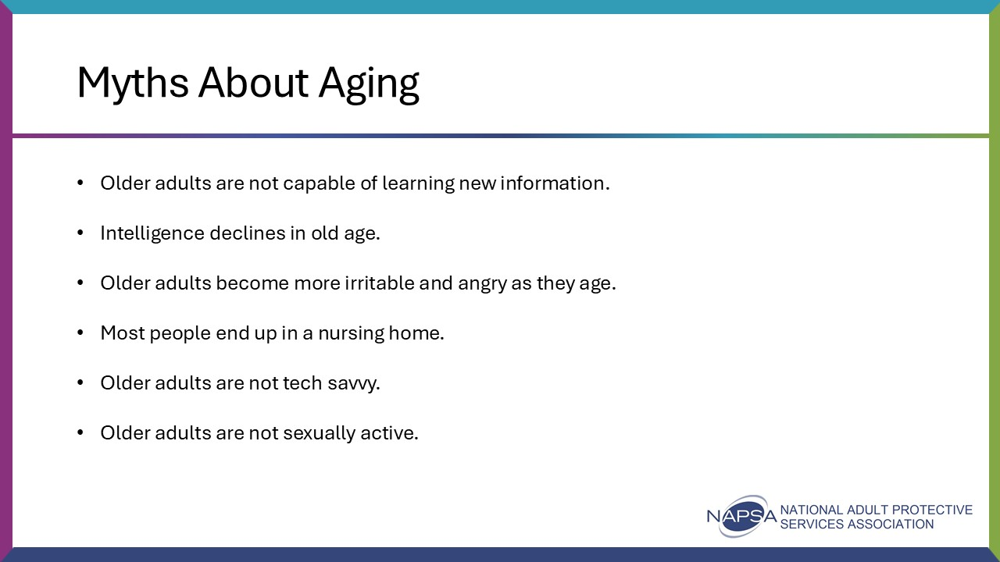 Myths About Aging
• Older adults are not capable of learning new information.
• Intelligence declines in old age.
• Older adults become more irritable and angry as they age.
• Most people end up in a nursing home.
• Older adults are not tech savvy.
• Older adults are not sexually active.
NAPSA
NATIONAL ADULT PROTECTIVE
SERVICES ASSOCIATION